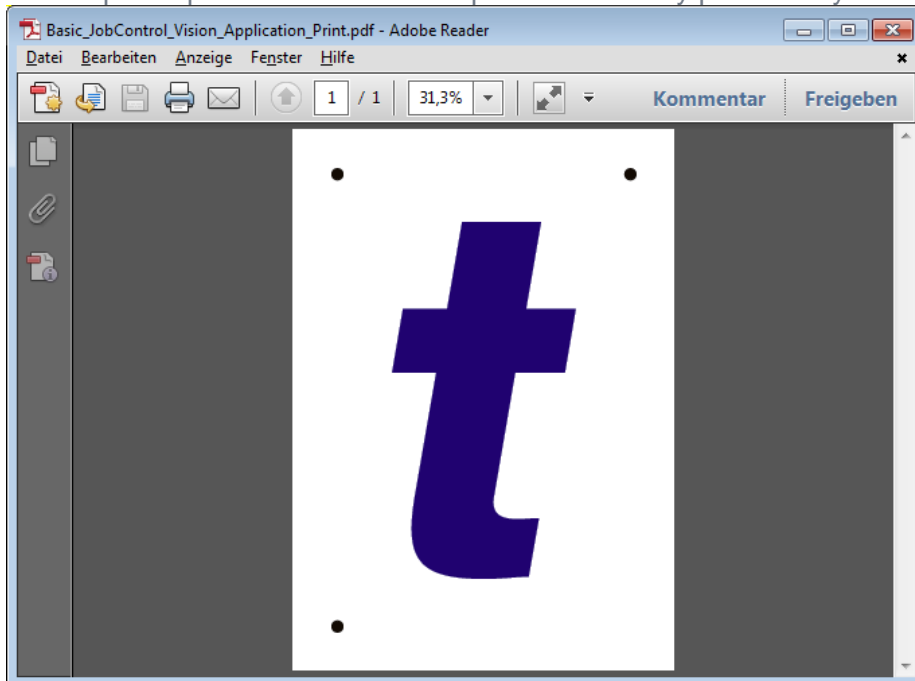 Basic_JobControl_Vision_Application_Print.pdf - Adobe Reader
Datei Bearbeiten Anzeige Fenster Hilfe
1 / 1 31,3% Kommentar Freigeben
t